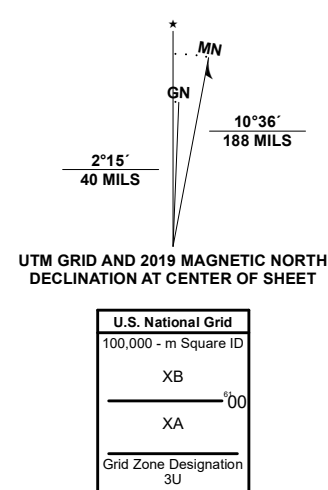 ★
MN
GN
10°36´
188 MILS
2°15´
40 MILS
UTM GRID AND 2019 MAGNETIC NORTH
DECLINATION AT CENTER OF SHEET
U.S. National Grid
100,000 - m Square ID
XB
⁶¹00
XA
Grid Zone Designation
3U